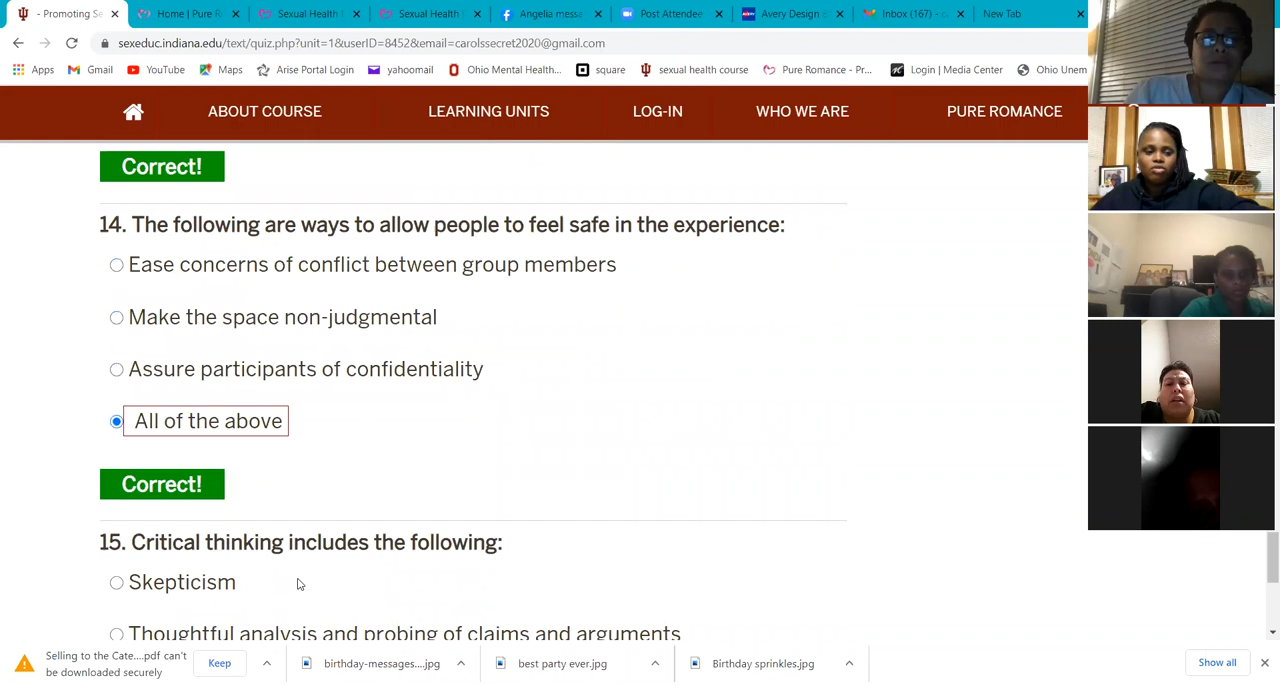 - Promoting Se
Home | Pure R
Sexual Health
Sexual Health
Angelia messa
Post Attendee
Avery Design &
Inbox (167) - c
New Tab
sexeduc.indiana.edu/text/quiz.php?unit=1&userID=8452&email=carolssecret2020@gmail.com
Apps
Gmail
YouTube
Maps
Arise Portal Login
yahoomail
Ohio Mental Health...
square
sexual health course
Pure Romance - Pr...
Login | Media Center
Ohio Unem
ABOUT COURSE
LEARNING UNITS
LOG-IN
WHO WE ARE
PURE ROMANCE
Correct!
14. The following are ways to allow people to feel safe in the experience:
Ease concerns of conflict between group members
Make the space non-judgmental
Assure participants of confidentiality
All of the above
Correct!
15. Critical thinking includes the following:
Skepticism
Thoughtful analysis and probing of claims and arguments
Selling to the Cate....pdf can't
be downloaded securely
Keep
birthday-messages....jpg
best party ever.jpg
Birthday sprinkles.jpg
Show all